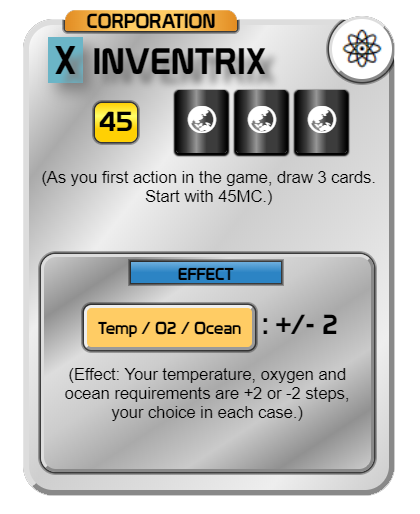 CORPORATION
X INVENTRIX
45
(As you first action in the game, draw 3 cards.
Start with 45MC.)
EFFECT
Temp / O2 / Ocean : +/- 2
(Effect: Your temperature, oxygen and
ocean requirements are +2 or -2 steps,
your choice in each case.)